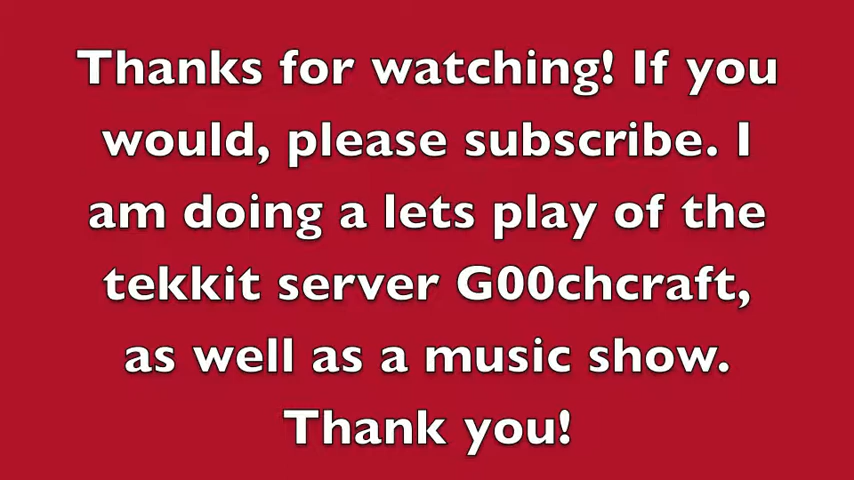 Thanks for watching! If you
would, please subscribe. I
am doing a lets play of the
tekkit server G00chcraft,
as well as a music show.
Thank you!